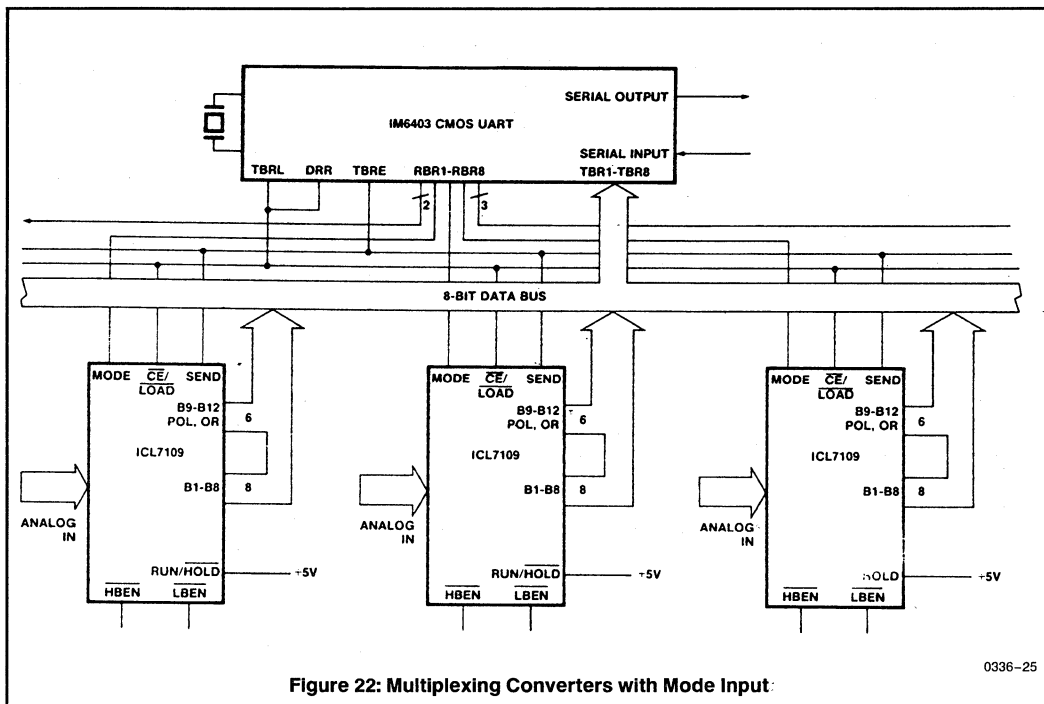 SERIAL OUTPUT
IM6403 CMOS UART
SERIAL INPUT
TBRL DRR TBRE RBR1-RBR8 TBR1-TBR8
2 3
8-BIT DATA BUS
MODE CE/LOAD SEND
B9-B12
POL, OR 6
ICL7109
B1-B8 8
ANALOG
IN
RUN/HOLD +5V
HBEN LBEN
MODE CE/LOAD SEND
B9-B12
POL, OR 6
ICL7109
B1-B8 8
ANALOG
IN
RUN/HOLD +5V
HBEN LBEN
MODE CE/LOAD SEND
B9-B12
POL, OR 6
ICL7109
B1-B8 8
ANALOG
IN
HOLD +5V
HBEN LBEN
0336-25
Figure 22: Multiplexing Converters with Mode Input